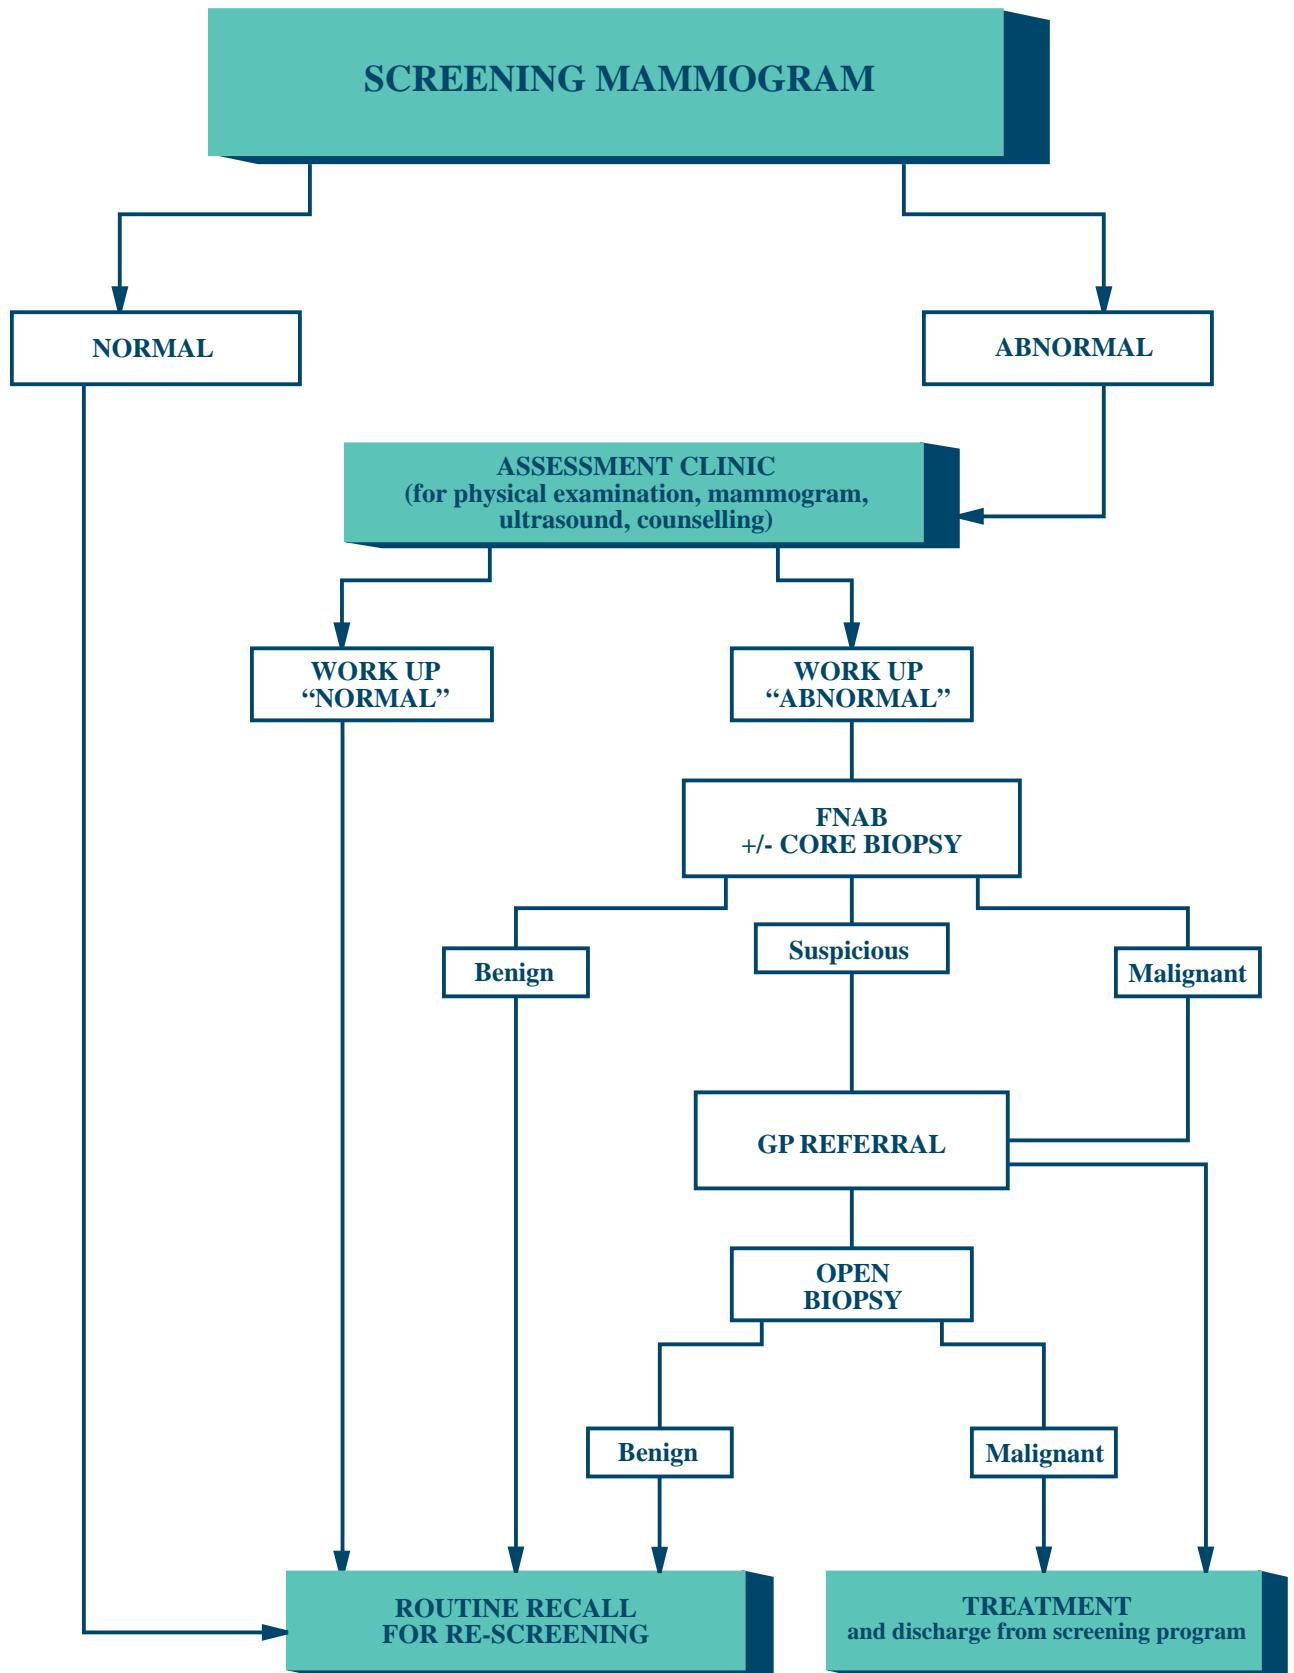 SCREENING MAMMOGRAM
NORMAL
ABNORMAL
ASSESSMENT CLINIC
(for physical examination, mammogram,
ultrasound, counselling)
WORK UP
“NORMAL”
WORK UP
“ABNORMAL”
FNAB
+/- CORE BIOPSY
Benign
Suspicious
Malignant
GP REFERRAL
OPEN
BIOPSY
Benign
Malignant
ROUTINE RECALL
FOR RE-SCREENING
TREATMENT
and discharge from screening program